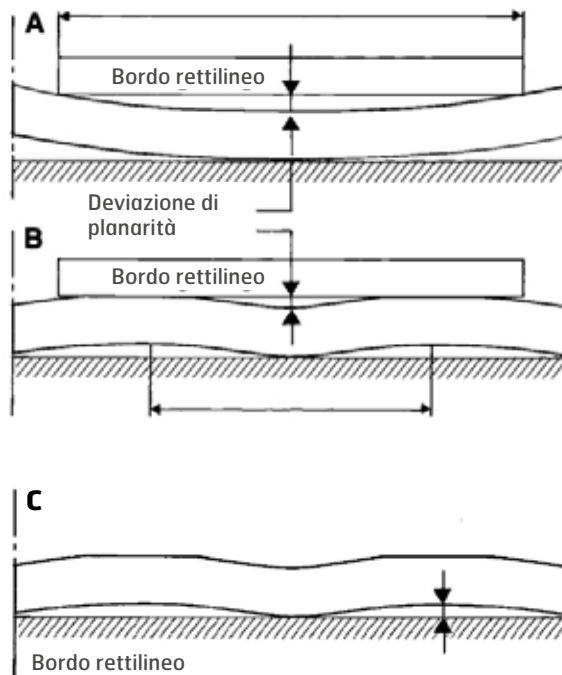 A
Bordo rettilineo
Deviazione di
planarità
B
Bordo rettilineo
C
Bordo rettilineo